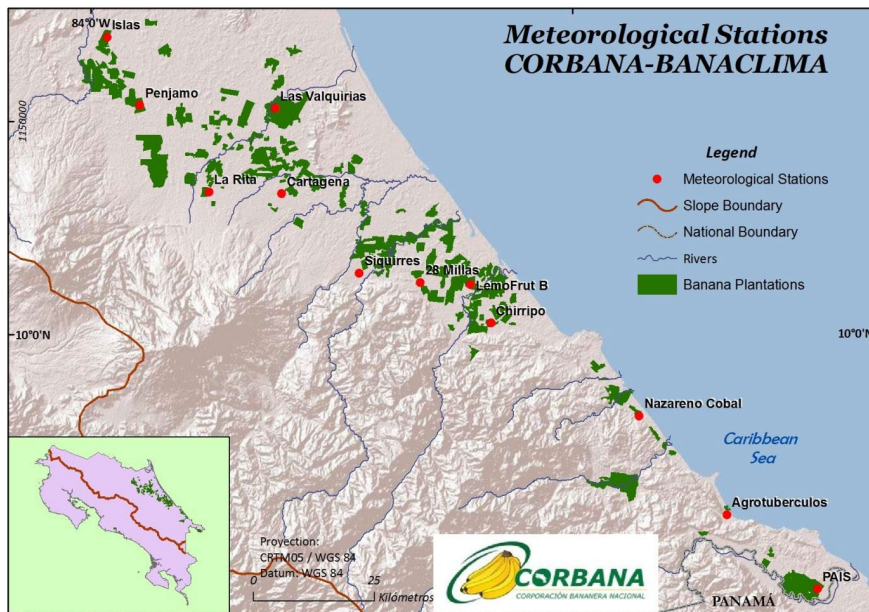 Meteorological Stations
CORBANA-BANACLIMA
84°0'W
Islas
1150000
Penjamo
Las Valquirias
La Rita
Cartagena
Siquirres
28 Millas
LemoFrut B
Chirripo
10°0'N
10°0'N
Legend
Meteorological Stations
Slope Boundary
National Boundary
Rivers
Banana Plantations
Nazareno Cobal
Caribbean
Sea
Agrotuberculos
PAIS
PANAMÁ
Proyection:
CRTM05 / WGS 84
Datum: WGS 84
0
25
Kilómetros
CORBANA
CORPORACIÓN BANANERA NACIONAL